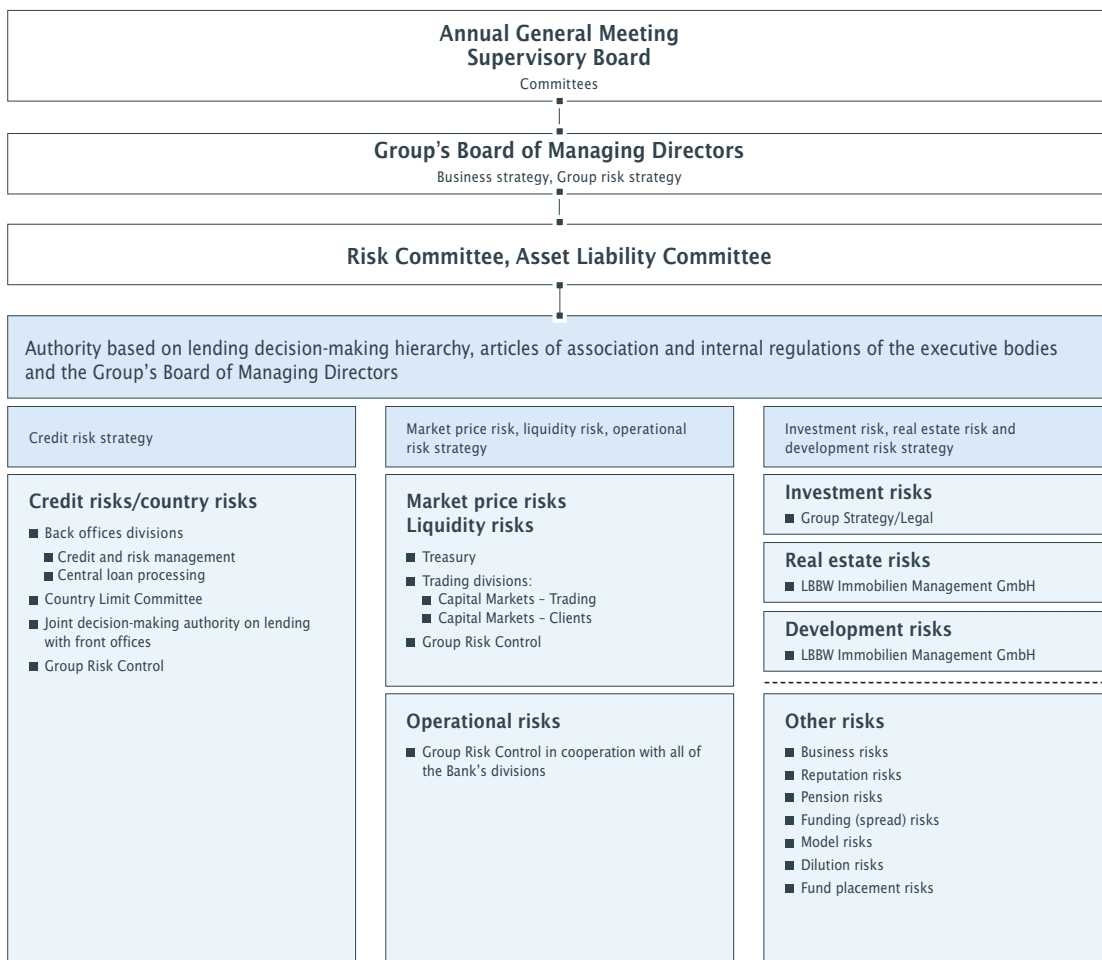 Annual General Meeting
Supervisory Board
Committees
Group’s Board of Managing Directors
Business strategy, Group risk strategy
Risk Committee, Asset Liability Committee
Authority based on lending decision-making hierarchy, articles of association and internal regulations of the executive bodies
and the Group’s Board of Managing Directors
Credit risk strategy
Credit risks/country risks
Back offices divisions
Credit and risk management
Central loan processing
Country Limit Committee
Joint decision-making authority on lending
with front offices
Group Risk Control
Market price risk, liquidity risk, operational
risk strategy
Market price risks
Liquidity risks
Treasury
Trading divisions:
Capital Markets – Trading
Capital Markets – Clients
Group Risk Control
Operational risks
Group Risk Control in cooperation with all of
the Bank’s divisions
Investment risk, real estate risk and
development risk strategy
Investment risks
Group Strategy/Legal
Real estate risks
LBBW Immobilien Management GmbH
Development risks
LBBW Immobilien Management GmbH
Other risks
Business risks
Reputation risks
Pension risks
Funding (spread) risks
Model risks
Dilution risks
Fund placement risks